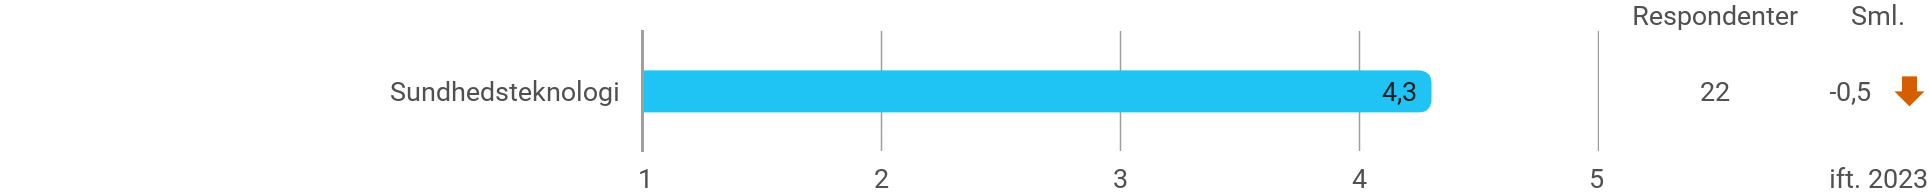 Respondenter Sml.
Sundhedsteknologi 4,3 22 -0,5
1 2 3 4 5 ift. 2023